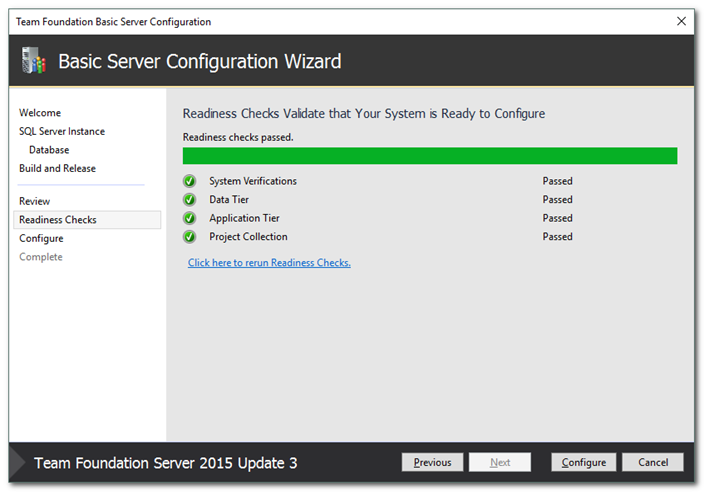 Team Foundation Basic Server Configuration
Basic Server Configuration Wizard
Welcome
SQL Server Instance
Database
Build and Release
Review
Readiness Checks
Configure
Complete
Readiness Checks Validate that Your System is Ready to Configure
Readiness checks passed.
System Verifications Passed
Data Tier Passed
Application Tier Passed
Project Collection Passed
Click here to rerun Readiness Checks.
Team Foundation Server 2015 Update 3
Previous Next Configure Cancel